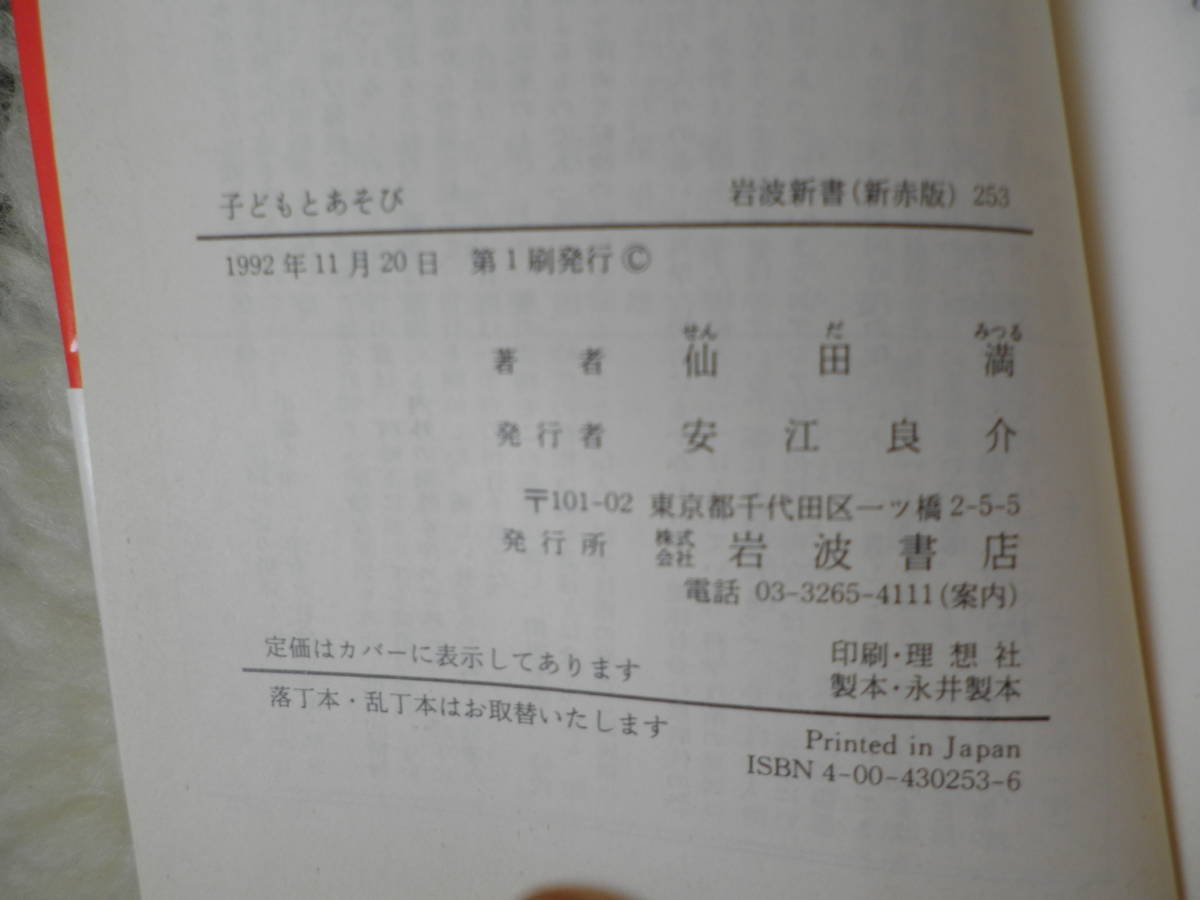 子どもとあそび 岩波新書(新赤版) 253
1992年11月20日 第1刷発行©
せん だ みつる
著者 仙田満
発行者 安江良介
〒101-02 東京都千代田区一ツ橋2-5-5
発行所 株式会社 岩波書店
電話 03-3265-4111(案内)
定価はカバーに表示してあります
印刷・理想社
製本・永井製本
落丁本・乱丁本はお取替いたします
Printed in Japan
ISBN 4-00-430253-6